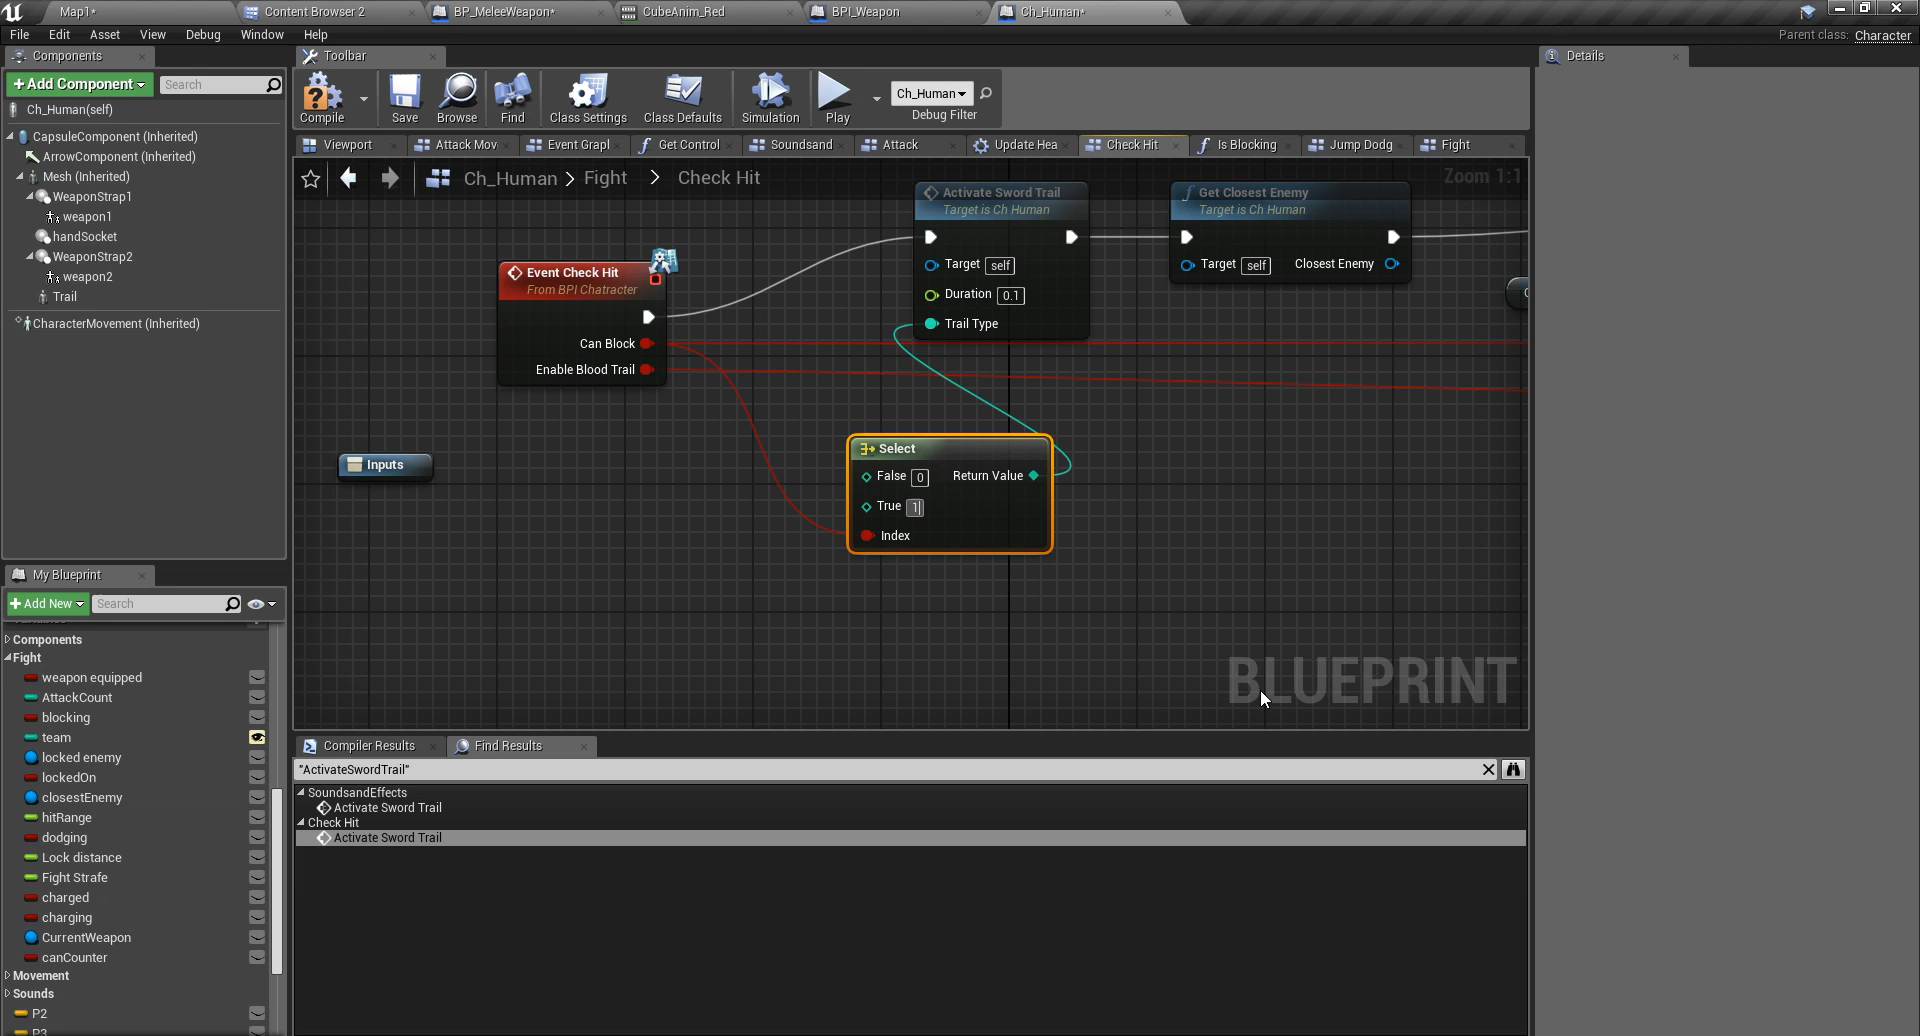 Map1*
Content Browser 2
BP_MeleeWeapon*
CubeAnim_Red
BPI_Weapon
Ch_Human*
File Edit Asset View Debug Window Help
Parent class: Character
Components
Toolbar
Details
+Add Component
Search
Ch_Human(self)
CapsuleComponent (Inherited)
ArrowComponent (Inherited)
Mesh (Inherited)
WeaponStrap1
weapon1
handSocket
WeaponStrap2
weapon2
Trail
CharacterMovement (Inherited)
Compile
Save
Browse
Find
Class Settings
Class Defaults
Simulation
Play
Ch_Human
Debug Filter
Viewport
Attack Mov
Event Grapl
Get Control
Soundsand
Attack
Update Hea
Check Hit
Is Blocking
Jump Dodg
Fight
Ch_Human > Fight > Check Hit
Zoom 1:1
Activate Sword Trail
Target is Ch Human
Target self
Duration 0.1
Trail Type
Get Closest Enemy
Target is Ch Human
Target self
Closest Enemy
Event Check Hit
From BPI Chatracter
Can Block
Enable Blood Trail
Inputs
Select
False 0
Return Value
True 1
Index
BLUEPRINT
My Blueprint
+Add New
Search
Components
Fight
weapon equipped
AttackCount
blocking
team
locked enemy
lockedOn
closestEnemy
hitRange
dodging
Lock distance
Fight Strafe
charged
charging
CurrentWeapon
canCounter
Movement
Sounds
P2
P3
Compiler Results
Find Results
"ActivateSwordTrail"
SoundsandEffects
Activate Sword Trail
Check Hit
Activate Sword Trail